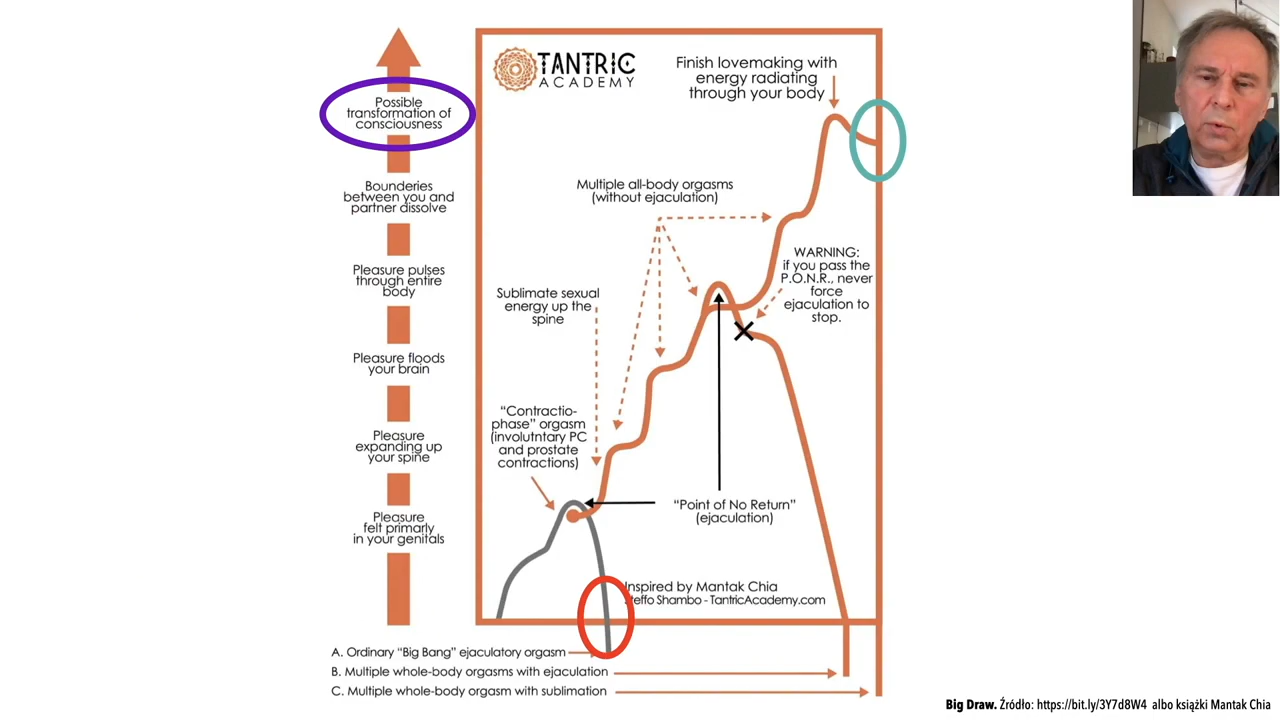 TANTRIC
ACADEMY
Finish lovemaking with
energy radiating
through your body
Possible
transformation of
consciousness
Bounderies
between you and
partner dissolve
Multiple all-body orgasms
(without ejaculation)
WARNING:
if you pass the
P.O.N.R., never
force
ejaculation to
stop.
Pleasure pulses
through entire
body
Sublimate sexual
energy up the
spine
Pleasure floods
your brain
"Contractio-
phase" orgasm
(involutntary PC
and prostate
contractions)
Pleasure
expanding up
your spine
"Point of No Return"
(ejaculation)
Pleasure
felt primarly
in your genitals
Inspired by Mantak Chia
Steffo Shambo - TantricAcademy.com
A. Ordinary "Big Bang" ejaculatory orgasm
B. Multiple whole-body orgasms with ejaculation
C. Multiple whole-body orgasm with sublimation
Big Draw. Źródło: https://bit.ly/3Y7d8W4 albo książki Mantak Chia